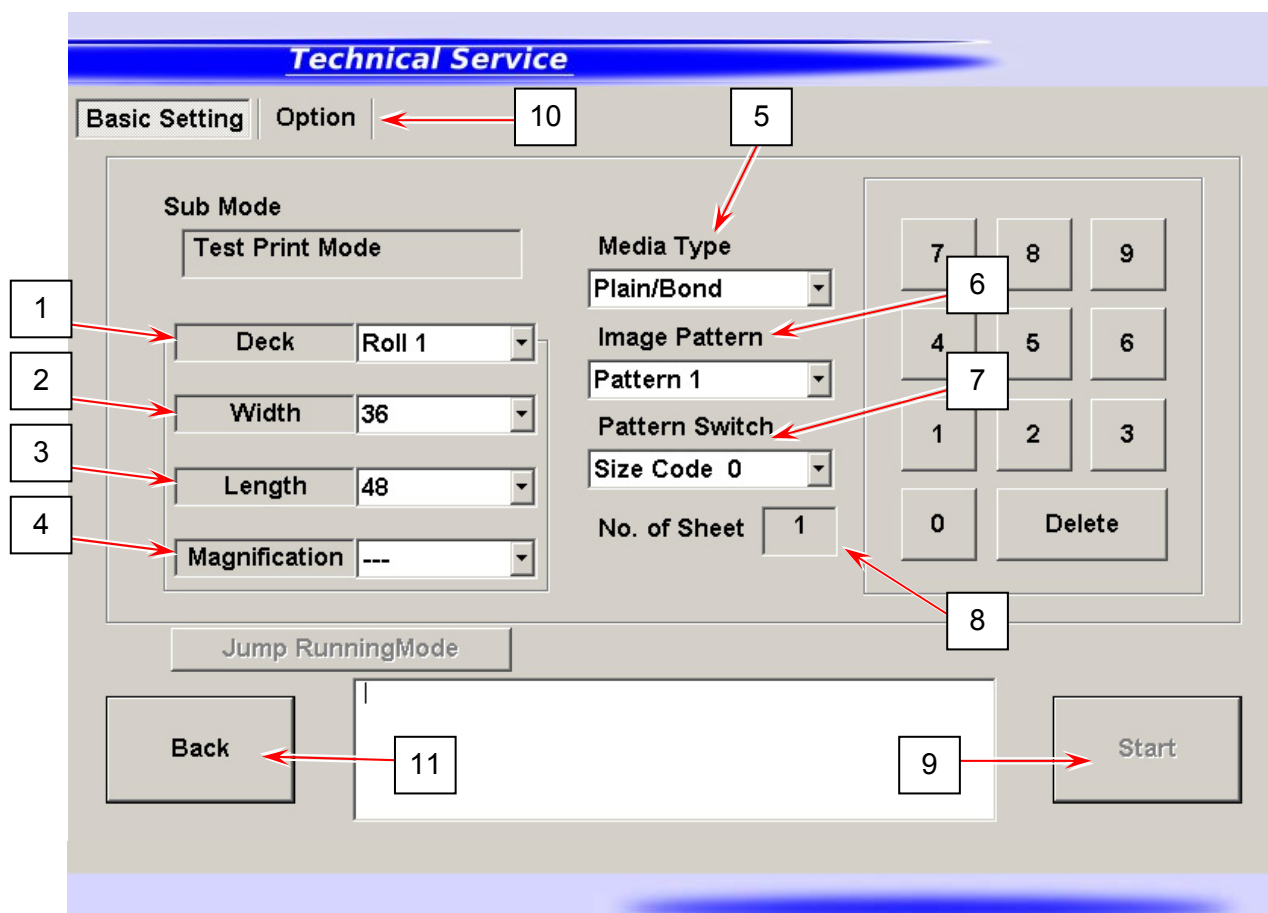 Technical Service
Basic Setting Option 10 5
Sub Mode
Test Print Mode
Media Type
Plain/Bond
7 8 9
6
1
Deck Roll 1
Image Pattern
4 5 6
2
Pattern 1
7
Width 36
Pattern Switch
1 2 3
3
Length 48
Size Code 0
4
Magnification ---
No. of Sheet 1
0 Delete
8
Jump RunningMode
Back
11
9
Start